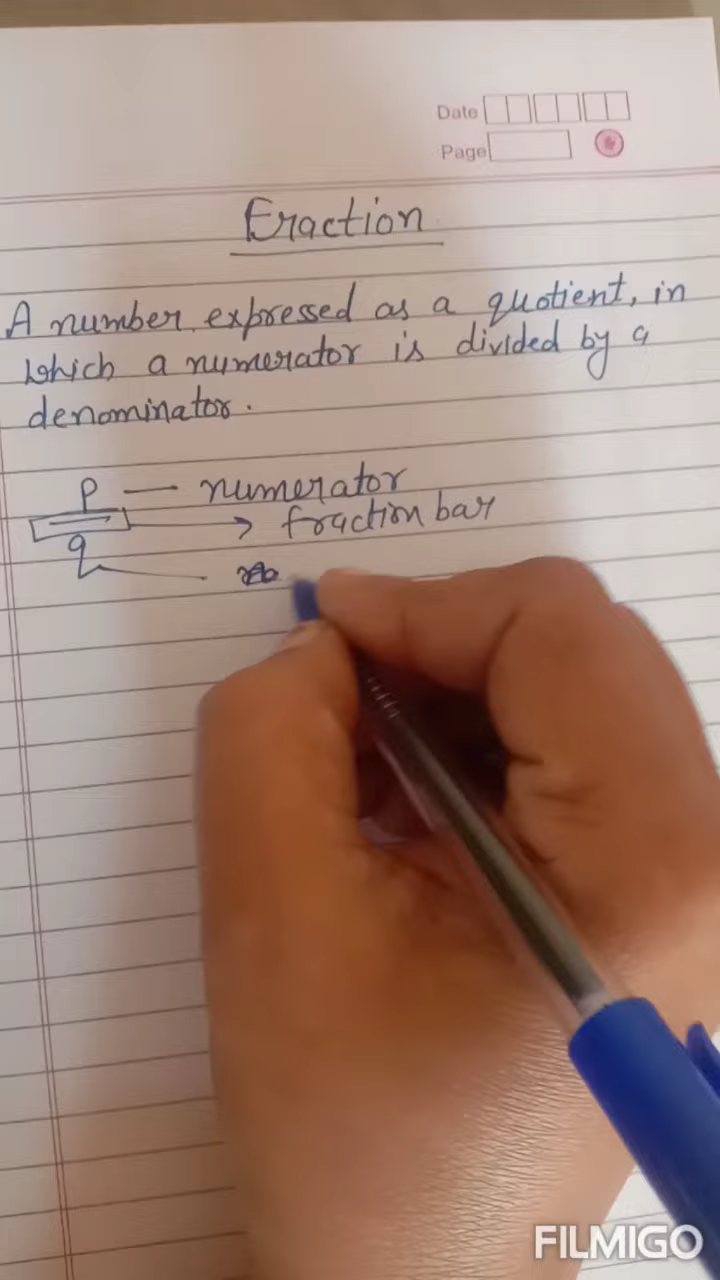 Date
Page
Fraction
A number expressed as a quotient, in
which a numerator is divided by a
denominator.
p — numerator
> fraction bar
q
FILMIGO